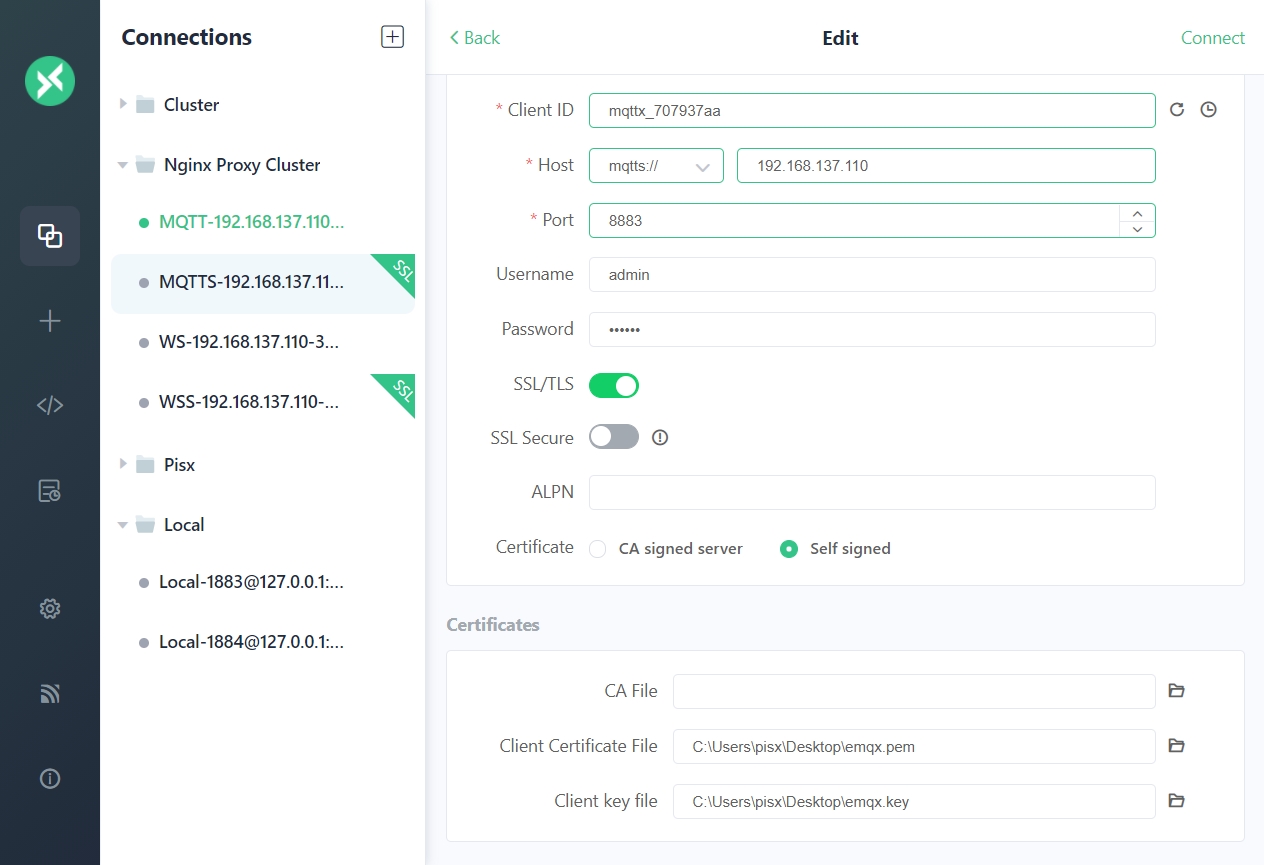 Connections
Cluster
Nginx Proxy Cluster
MQTT-192.168.137.110...
MQTTS-192.168.137.11...
SSL
WS-192.168.137.110-3...
WSS-192.168.137.110-...
SSL
Pisx
Local
Local-1883@127.0.0.1:...
Local-1884@127.0.0.1:...
Back
Edit
Connect
* Client ID
mqttx_707937aa
* Host
mqtts://
192.168.137.110
* Port
8883
Username
admin
Password
••••••
SSL/TLS
SSL Secure
ALPN
Certificate
CA signed server
Self signed
Certificates
CA File
Client Certificate File
C:\Users\pisx\Desktop\emqx.pem
Client key file
C:\Users\pisx\Desktop\emqx.key